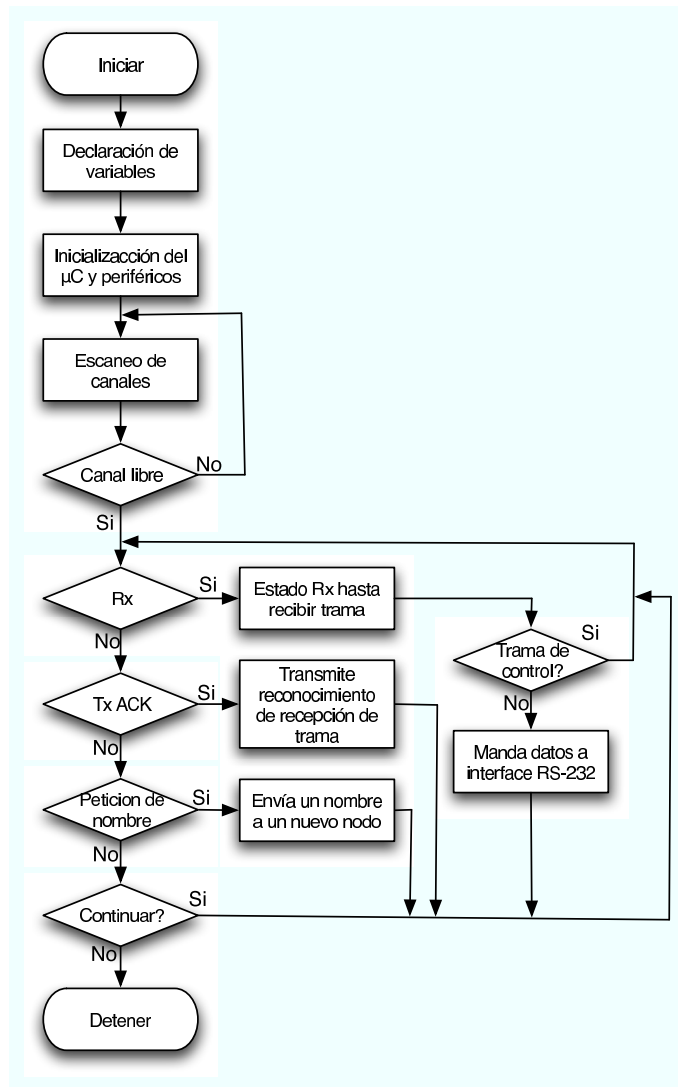 Iniciar
Declaración de
variables
Inicializacción del
µC y periféricos
Escaneo de
canales
Canal libre
No
Si
Rx
Si
Estado Rx hasta
recibir trama
No
Trama de
control?
Si
No
Manda datos a
interface RS-232
Tx ACK
Si
Transmite
reconocimiento
de recepción de
trama
No
Peticion de
nombre
Si
Envía un nombre
a un nuevo nodo
No
Continuar?
Si
No
Detener